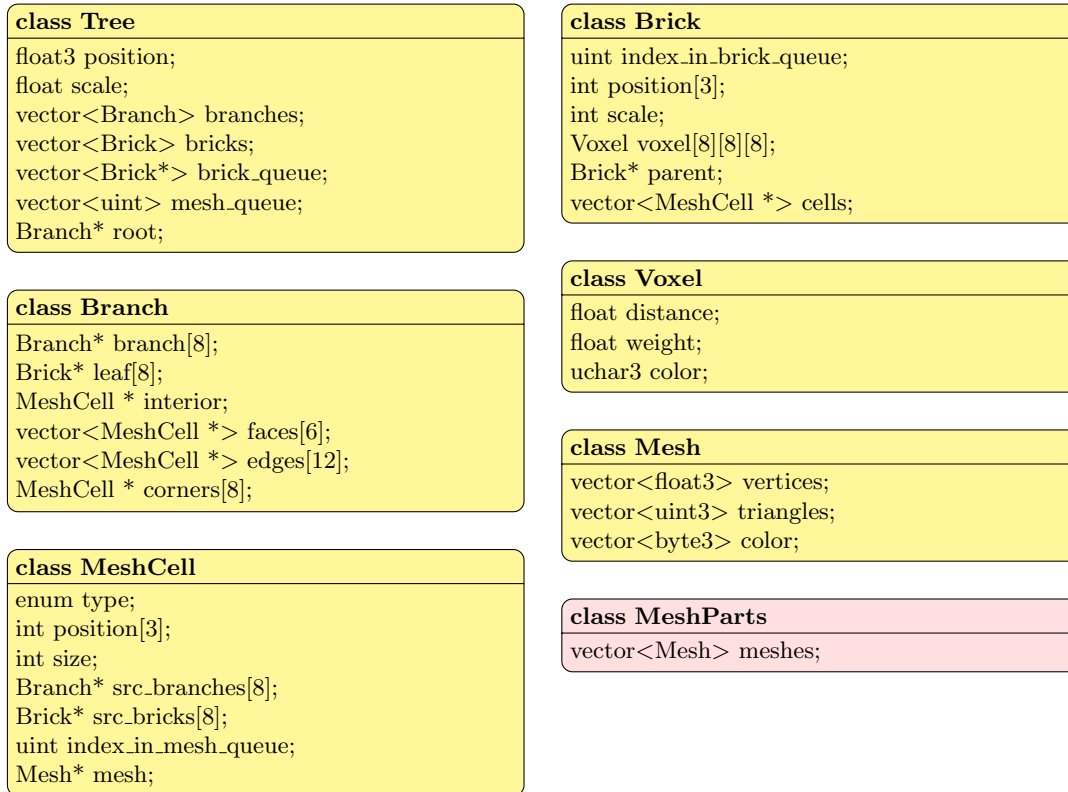 class Tree
float3 position;
float scale;
vector<Branch> branches;
vector<Brick> bricks;
vector<Brick*> brick_queue;
vector<uint> mesh_queue;
Branch* root;
class Branch
Branch* branch[8];
Brick* leaf[8];
MeshCell * interior;
vector<MeshCell *> faces[6];
vector<MeshCell *> edges[12];
MeshCell * corners[8];
class MeshCell
enum type;
int position[3];
int size;
Branch* src_branches[8];
Brick* src_bricks[8];
uint index_in_mesh_queue;
Mesh* mesh;
class Brick
uint index_in_brick_queue;
int position[3];
int scale;
Voxel voxel[8][8][8];
Brick* parent;
vector<MeshCell *> cells;
class Voxel
float distance;
float weight;
uchar3 color;
class Mesh
vector<float3> vertices;
vector<uint3> triangles;
vector<byte3> color;
class MeshParts
vector<Mesh> meshes;